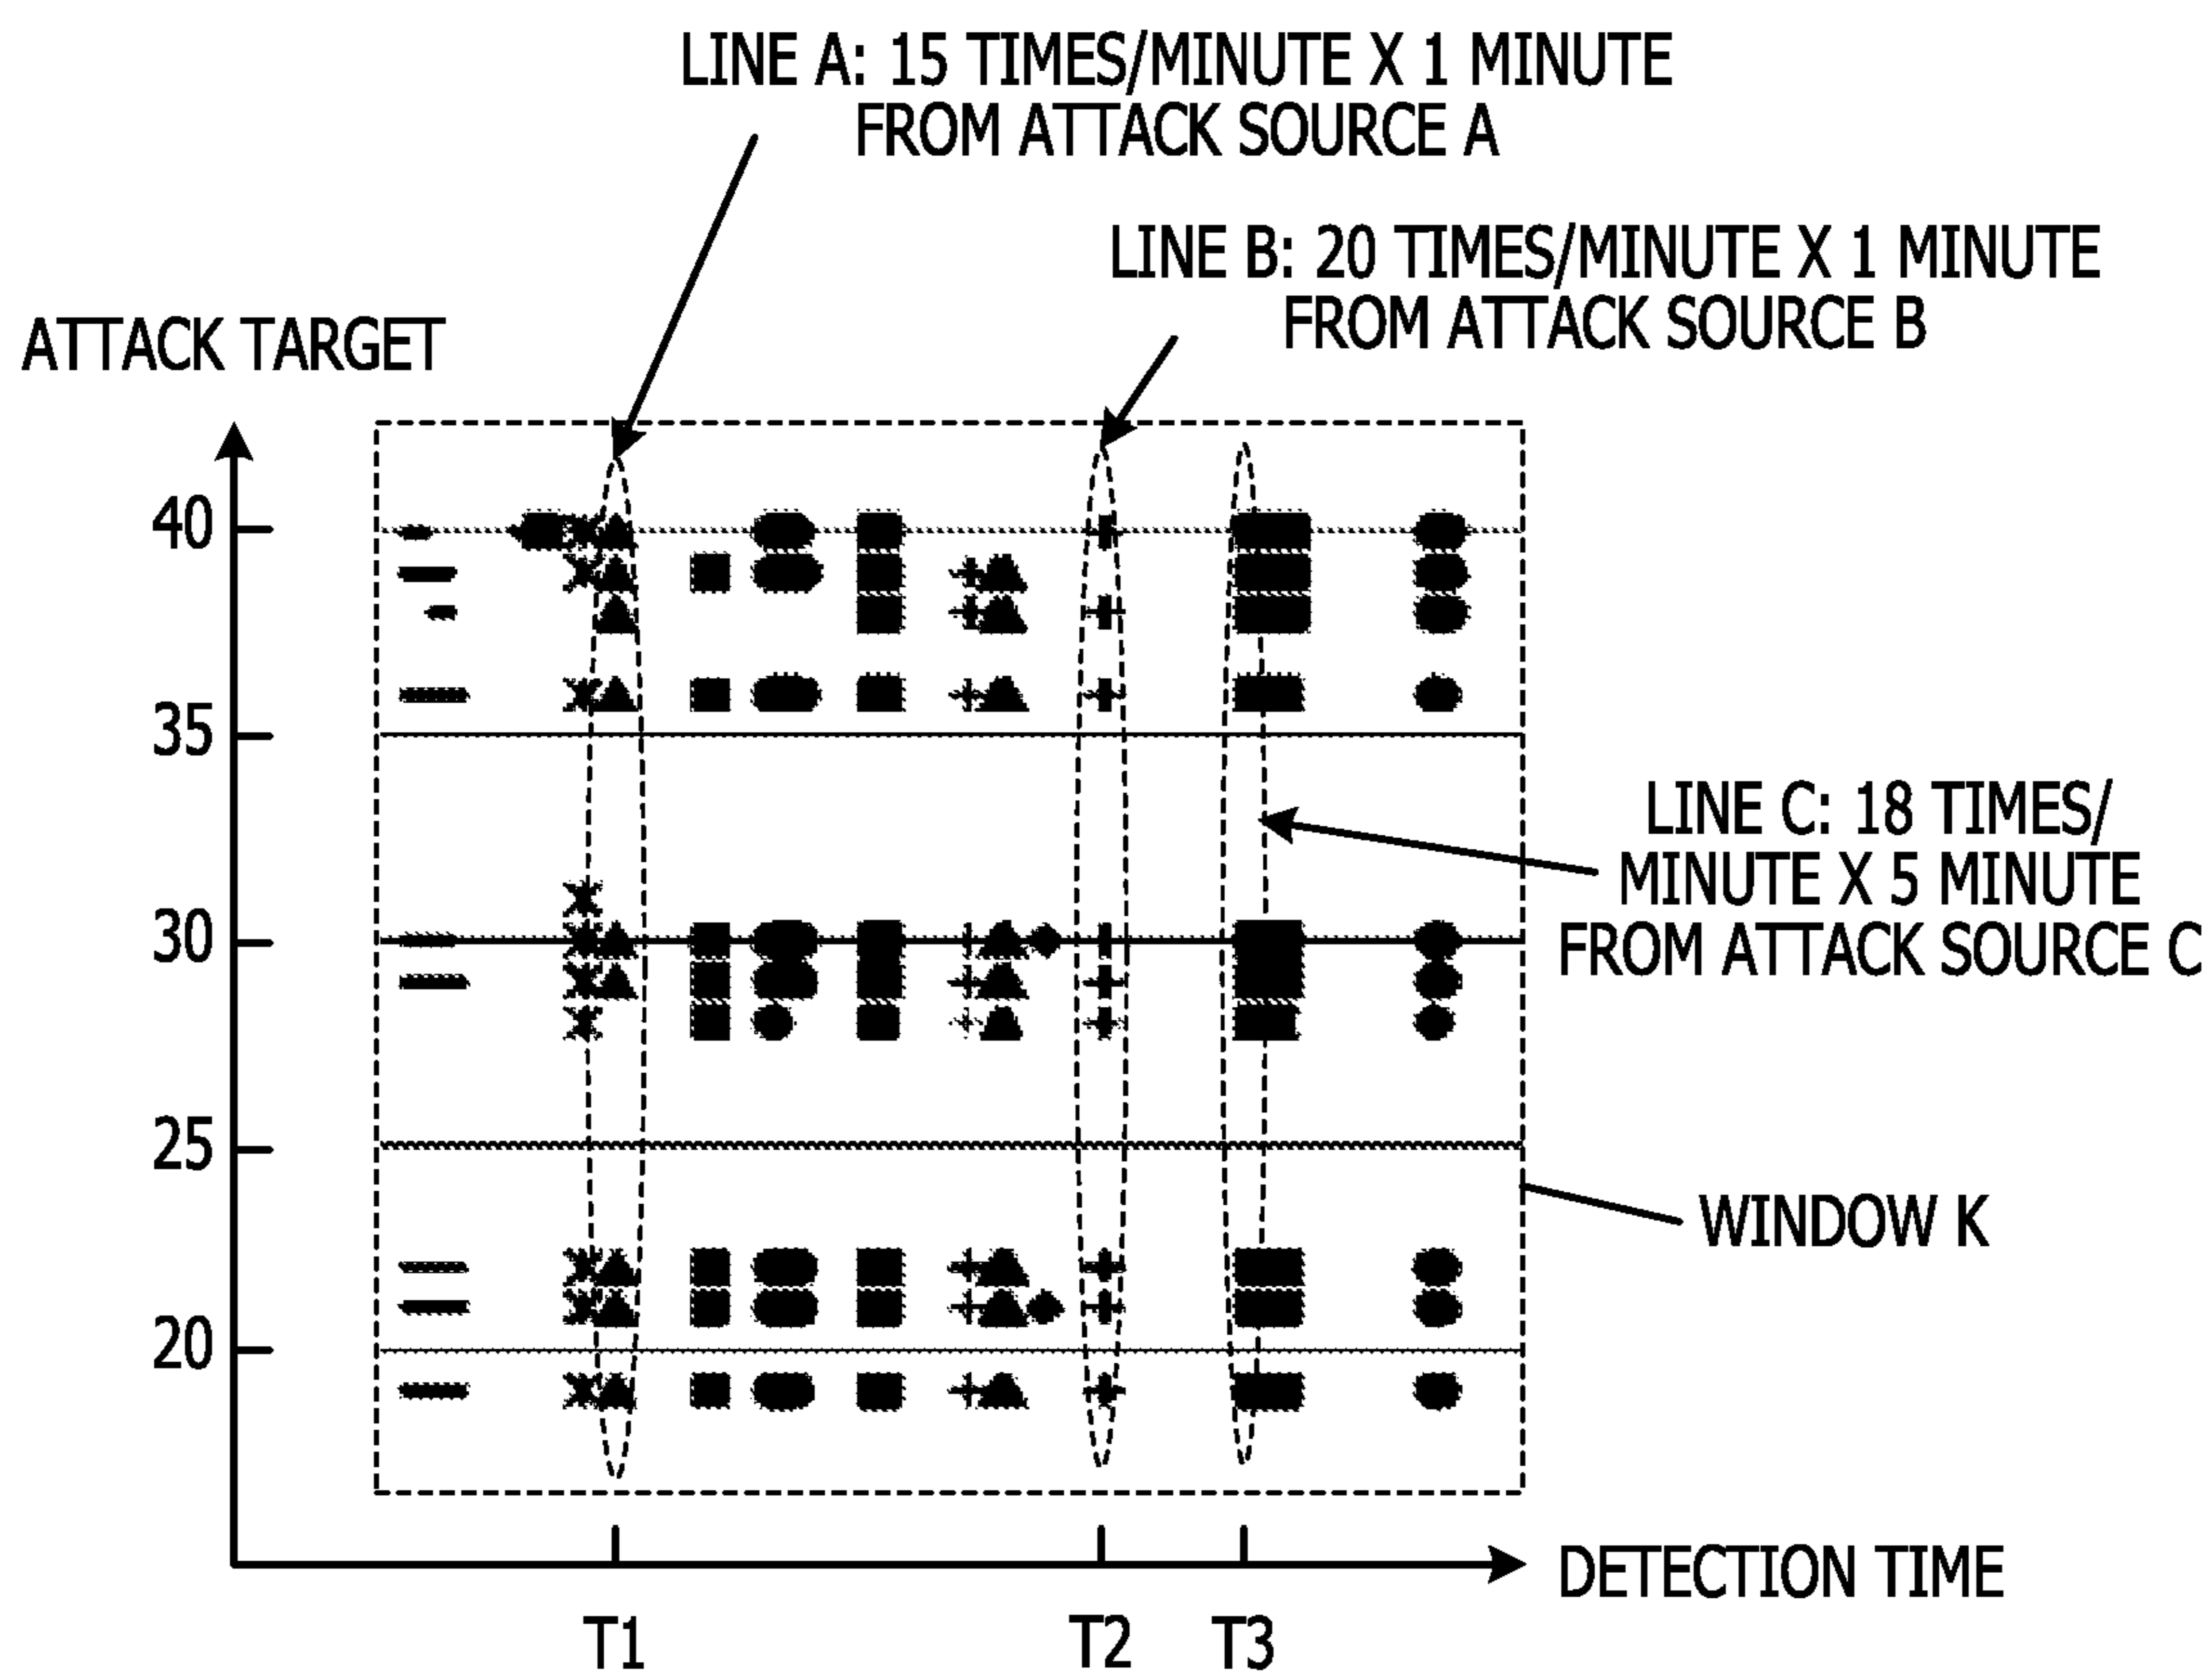 LINE A: 15 TIMES/MINUTE X 1 MINUTE
FROM ATTACK SOURCE A
LINE B: 20 TIMES/MINUTE X 1 MINUTE
FROM ATTACK SOURCE B
ATTACK TARGET
40
35
LINE C: 18 TIMES/
MINUTE X 5 MINUTE
FROM ATTACK SOURCE C
30
25
WINDOW K
20
DETECTION TIME
T1
T2
T3